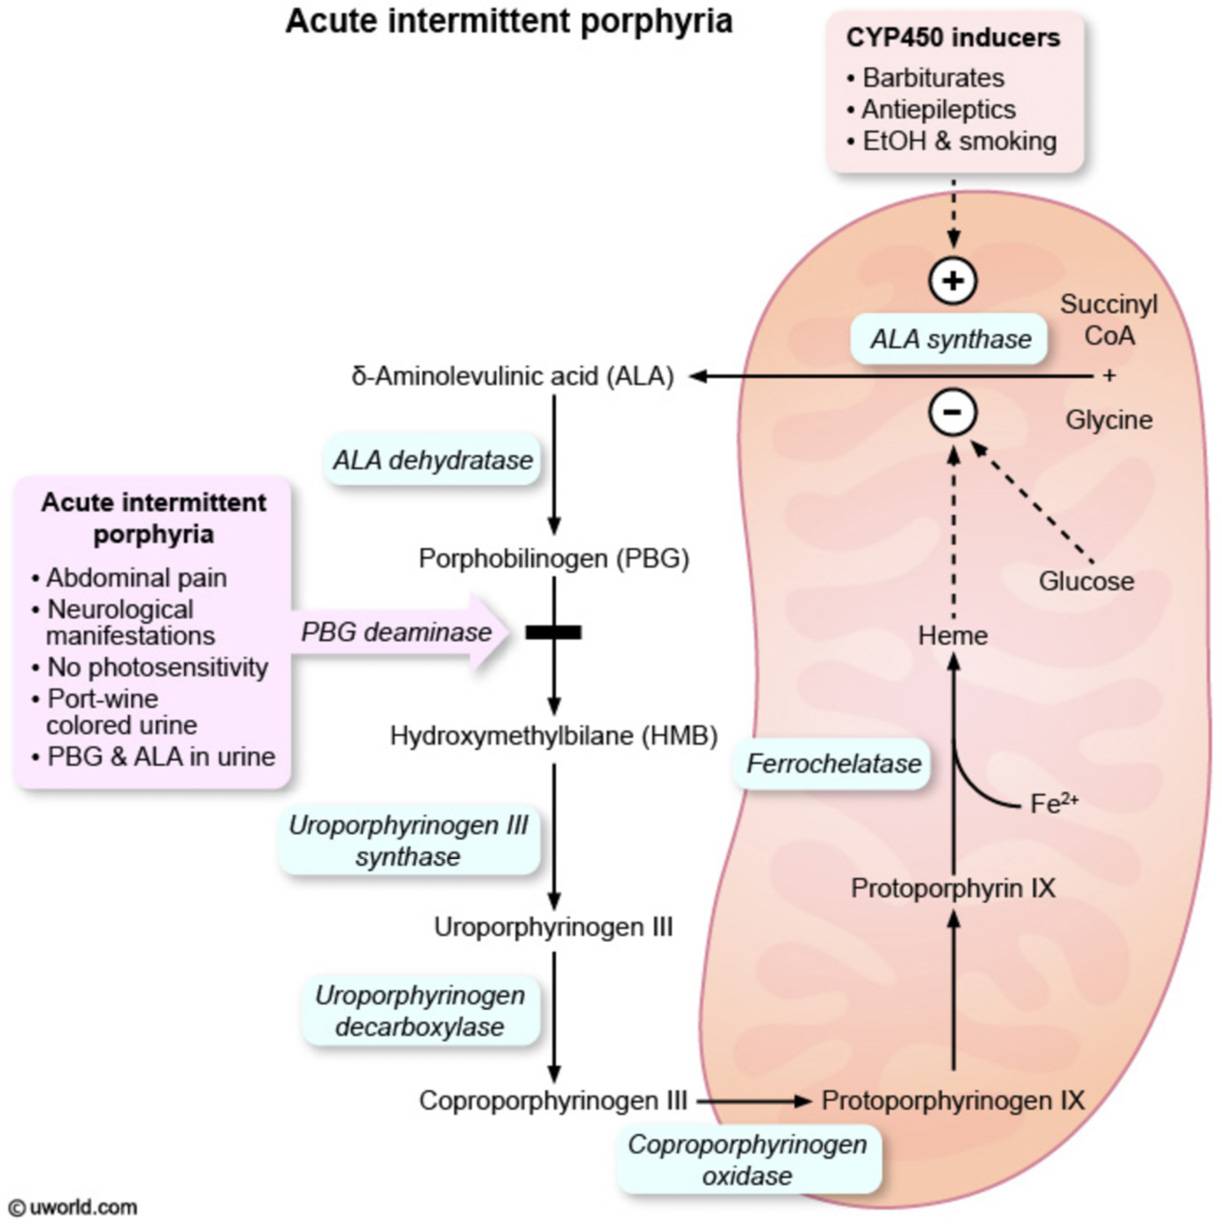 Acute intermittent porphyria
CYP450 inducers
• Barbiturates
• Antiepileptics
• EtOH & smoking
+
Succinyl
CoA
ALA synthase
δ-Aminolevulinic acid (ALA)
+
−
Glycine
ALA dehydratase
Acute intermittent
porphyria
• Abdominal pain
• Neurological
manifestations
• No photosensitivity
• Port-wine
colored urine
• PBG & ALA in urine
Porphobilinogen (PBG)
Glucose
PBG deaminase
Heme
Hydroxymethylbilane (HMB)
Ferrochelatase
Fe²⁺
Uroporphyrinogen III
synthase
Protoporphyrin IX
Uroporphyrinogen III
Uroporphyrinogen
decarboxylase
Coproporphyrinogen III
Protoporphyrinogen IX
Coproporphyrinogen
oxidase
© uworld.com